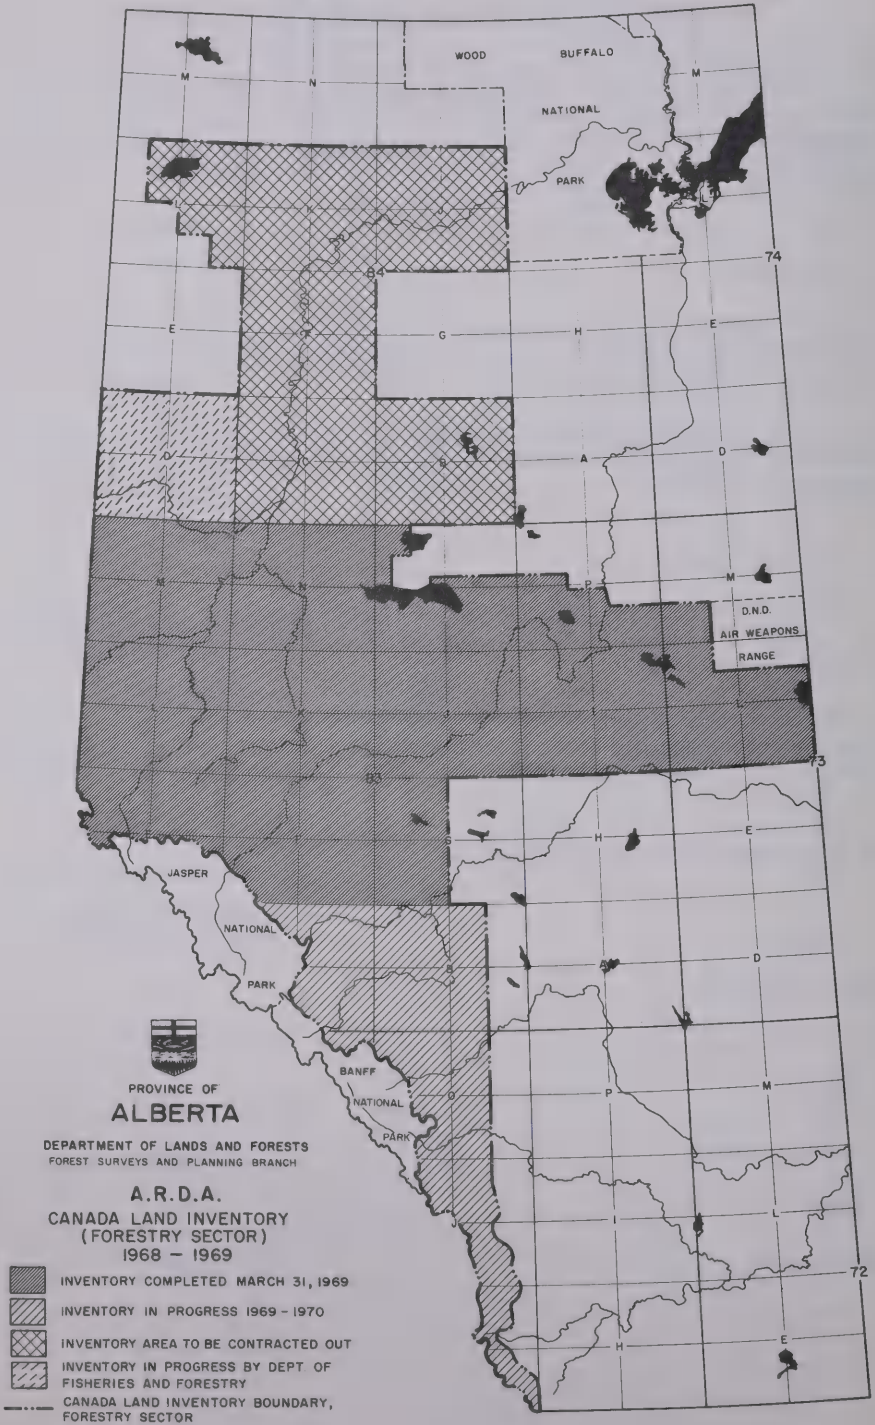 WOOD BUFFALO
M N M
NATIONAL
PARK
L K J L
84 74
E F G H E
D C B A D
M N P M
D.N.D.
AIR WEAPONS
RANGE
L K J I L
83 73
E F G H E
JASPER
NATIONAL
PARK
B A D
BANFF
NATIONAL
PARK
O P M
J I L
72
H E
PROVINCE OF
ALBERTA
DEPARTMENT OF LANDS AND FORESTS
FOREST SURVEYS AND PLANNING BRANCH
A.R.D.A.
CANADA LAND INVENTORY
(FORESTRY SECTOR)
1968 – 1969
INVENTORY COMPLETED MARCH 31, 1969
INVENTORY IN PROGRESS 1969 - 1970
INVENTORY AREA TO BE CONTRACTED OUT
INVENTORY IN PROGRESS BY DEPT. OF
FISHERIES AND FORESTRY
CANADA LAND INVENTORY BOUNDARY,
FORESTRY SECTOR